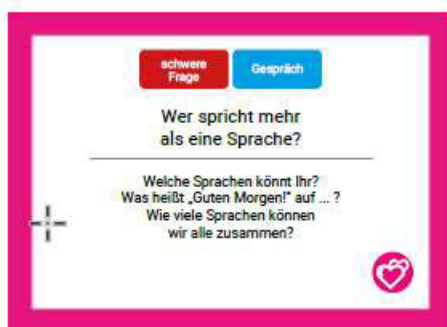 schwere
Frage
Gespräch
Wer spricht mehr
als eine Sprache?
Welche Sprachen könnt Ihr?
Was heißt „Guten Morgen!" auf ... ?
Wie viele Sprachen können
wir alle zusammen?